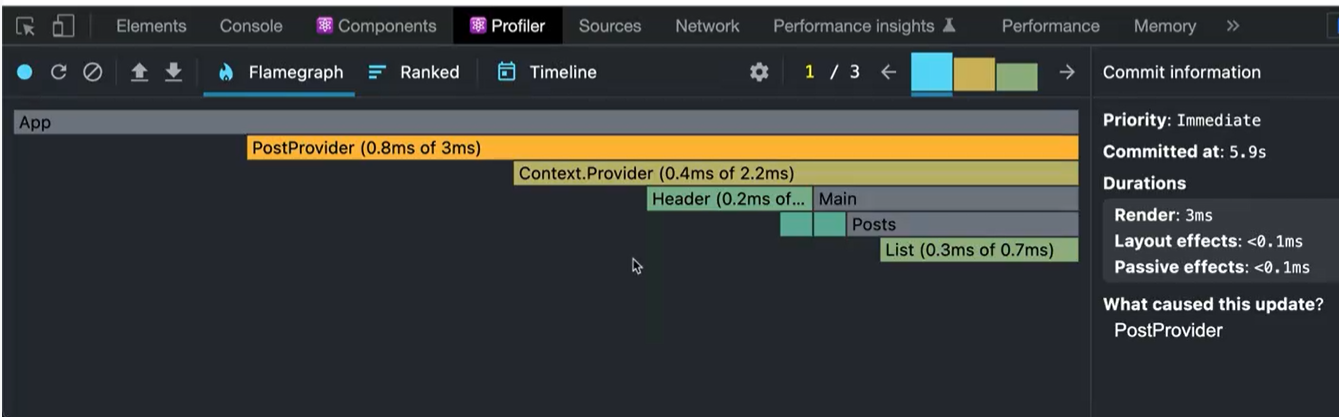 Elements Console Components Profiler Sources Network Performance insights Performance Memory »
Flamegraph Ranked Timeline 1 / 3 Commit information
App
Priority: Immediate
PostProvider (0.8ms of 3ms)
Committed at: 5.9s
Context.Provider (0.4ms of 2.2ms)
Durations
Header (0.2ms of... Main
Render: 3ms
Posts
Layout effects: <0.1ms
List (0.3ms of 0.7ms)
Passive effects: <0.1ms
What caused this update?
PostProvider